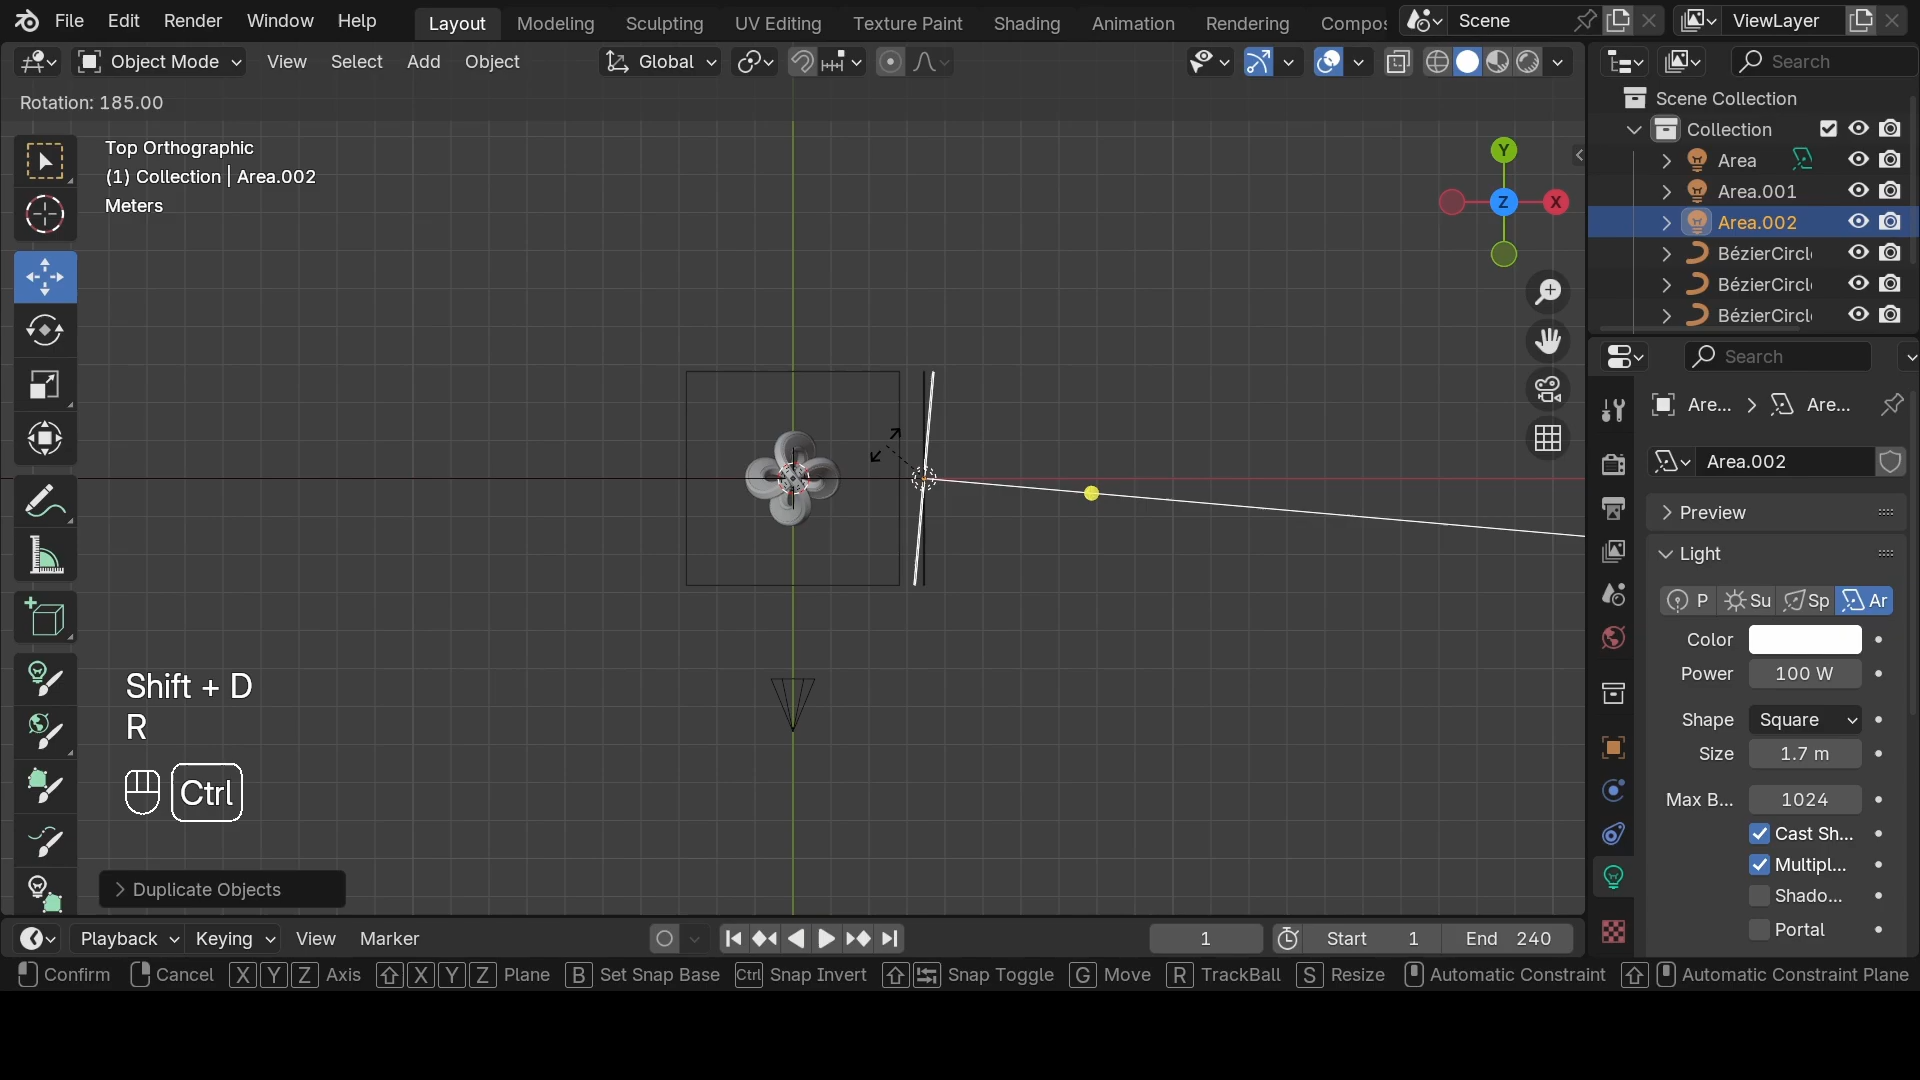 File Edit Render Window Help Layout Modeling Sculpting UV Editing Texture Paint Shading Animation Rendering Compos Scene ViewLayer
Object Mode View Select Add Object Global Search
Rotation: 185.00
Top Orthographic
(1) Collection | Area.002
Meters
Y
Z X
Scene Collection
Collection
Area
Area.001
Area.002
BézierCircl
BézierCircl
BézierCircl
Search
Are... Are...
Area.002
Preview
Light
P Su Sp Ar
Color
Power 100 W
Shape Square
Size 1.7 m
Max B... 1024
Cast Sh...
Multipl...
Shado...
Portal
Shift + D
R
Ctrl
Duplicate Objects
Playback Keying View Marker 1 Start 1 End 240
Confirm Cancel X Y Z Axis X Y Z Plane B Set Snap Base Ctrl Snap Invert Snap Toggle G Move R TrackBall S Resize Automatic Constraint Automatic Constraint Plane